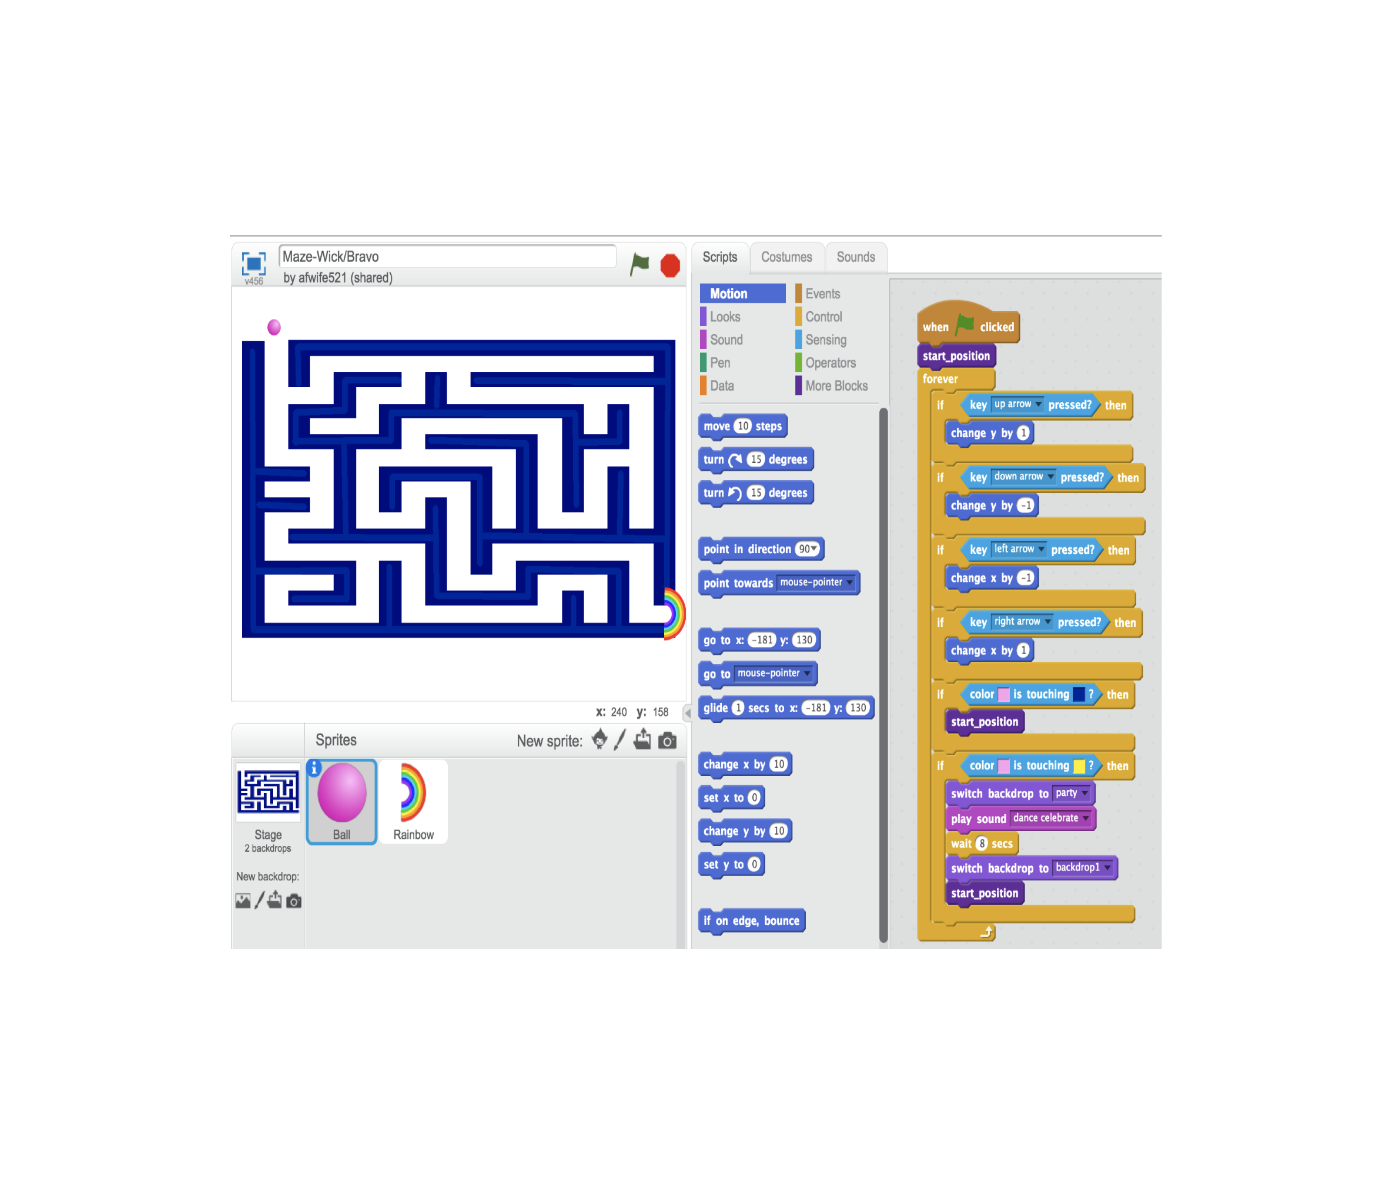 Maze-Wick/Bravo
by afwife521 (shared)
v456
x: 240 y: 158
Sprites
New sprite:
Stage
2 backdrops
New backdrop:
Ball
Rainbow
Scripts
Costumes
Sounds
Motion
Looks
Sound
Pen
Data
Events
Control
Sensing
Operators
More Blocks
move 10 steps
turn 15 degrees
turn 15 degrees
point in direction 90
point towards mouse-pointer
go to x: -181 y: 130
go to mouse-pointer
glide 1 secs to x: -181 y: 130
change x by 10
set x to 0
change y by 10
set y to 0
if on edge, bounce
when clicked
start_position
forever
if key up arrow pressed? then
change y by 1
if key down arrow pressed? then
change y by -1
if key left arrow pressed? then
change x by -1
if key right arrow pressed? then
change x by 1
if color is touching ? then
start_position
if color is touching ? then
switch backdrop to party
play sound dance celebrate
wait 8 secs
switch backdrop to backdrop1
start_position